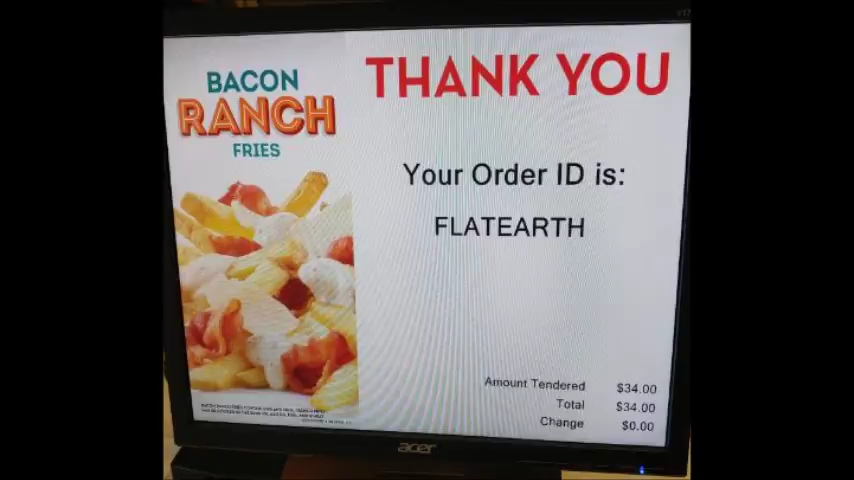 BACON
RANCH
FRIES
THANK YOU
Your Order ID is:
FLATEARTH
Amount Tendered $34.00
Total $34.00
Change $0.00
acer